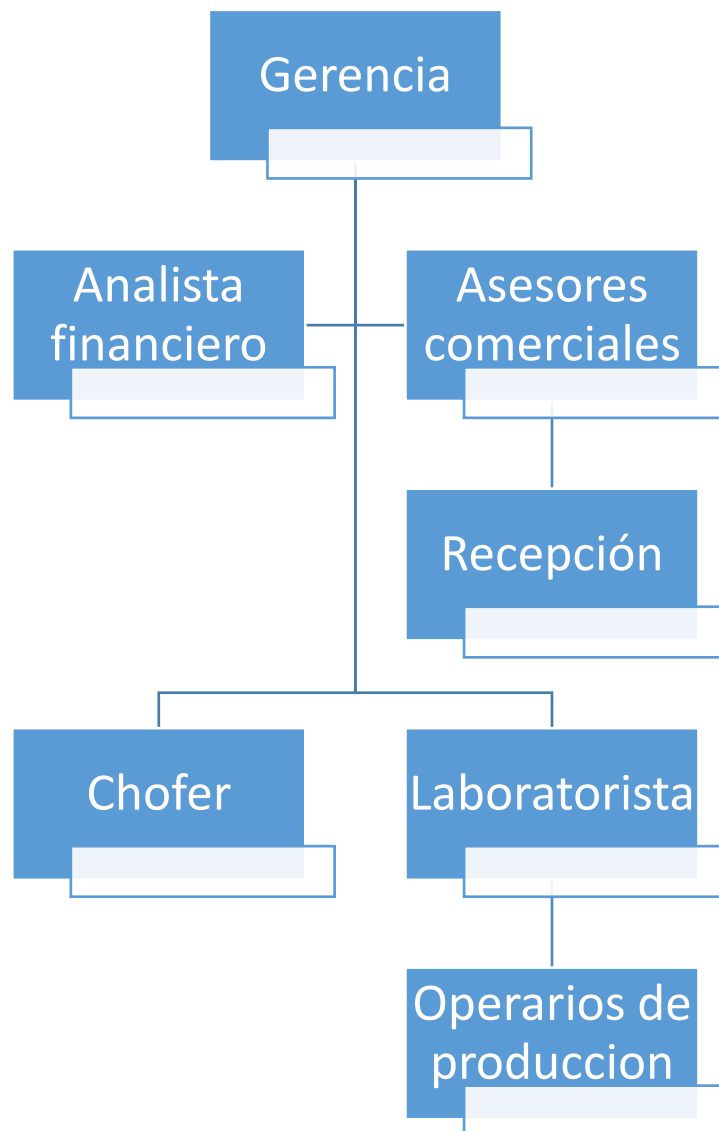 Gerencia
Analista
financiero
Asesores
comerciales
Recepción
Chofer
Laboratorista
Operarios de
produccion